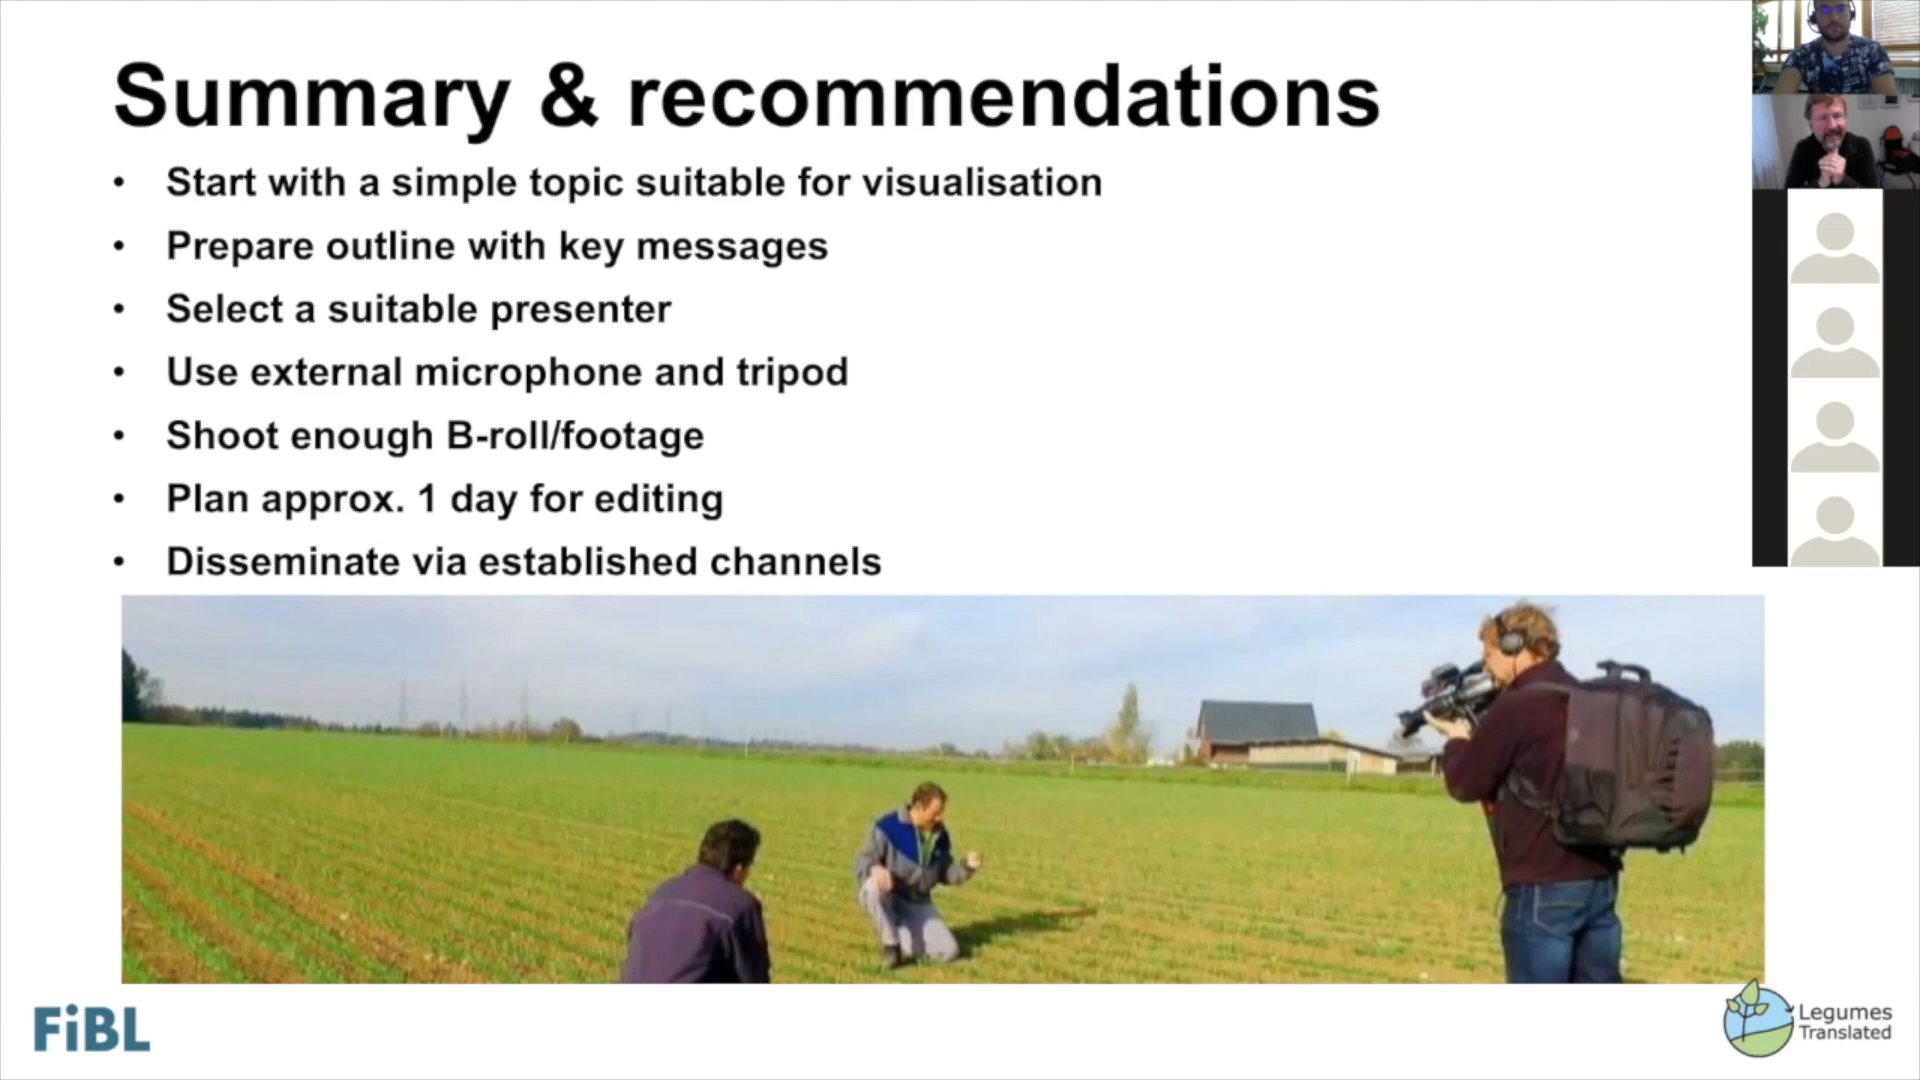 Summary & recommendations
• Start with a simple topic suitable for visualisation
• Prepare outline with key messages
• Select a suitable presenter
• Use external microphone and tripod
• Shoot enough B-roll/footage
• Plan approx. 1 day for editing
• Disseminate via established channels
FiBL
Legumes
Translated